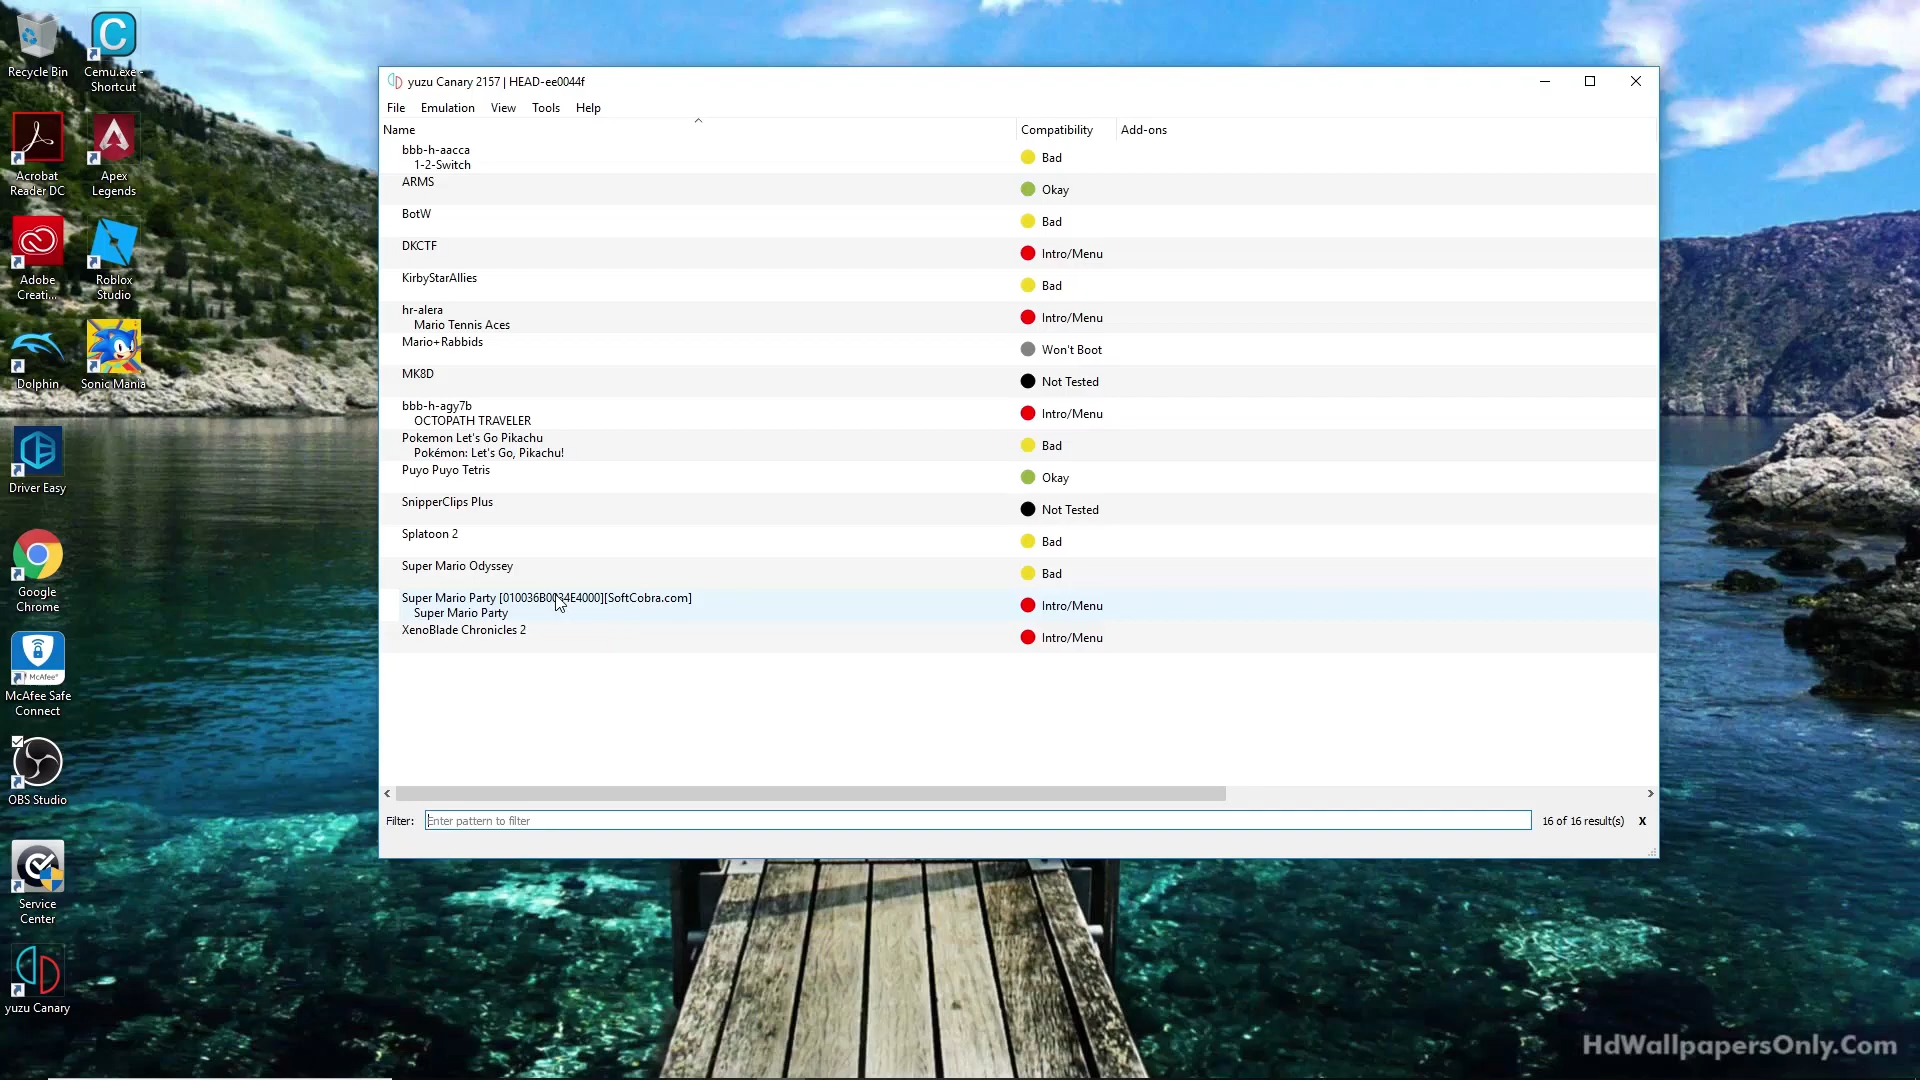 Recycle Bin
Cemu.exe - Shortcut
Acrobat Reader DC
Apex Legends
Adobe Creati...
Roblox Studio
Dolphin
Sonic Mania
Driver Easy
Google Chrome
McAfee
McAfee Safe Connect
OBS Studio
Service Center
yuzu Canary
yuzu Canary 2157 | HEAD-ee0044f
File Emulation View Tools Help
Name Compatibility Add-ons
bbb-h-aacca
1-2-Switch Bad
ARMS Okay
BotW Bad
DKCTF Intro/Menu
KirbyStarAllies Bad
hr-alera
Mario Tennis Aces Intro/Menu
Mario+Rabbids Won't Boot
MK8D Not Tested
bbb-h-agy7b
OCTOPATH TRAVELER Intro/Menu
Pokemon Let's Go Pikachu
Pokémon: Let's Go, Pikachu! Bad
Puyo Puyo Tetris Okay
SnipperClips Plus Not Tested
Splatoon 2 Bad
Super Mario Odyssey Bad
Super Mario Party [010036B0034E4000][SoftCobra.com]
Super Mario Party Intro/Menu
XenoBlade Chronicles 2 Intro/Menu
Filter: Enter pattern to filter 16 of 16 result(s) X
HdWallpapersOnly.Com